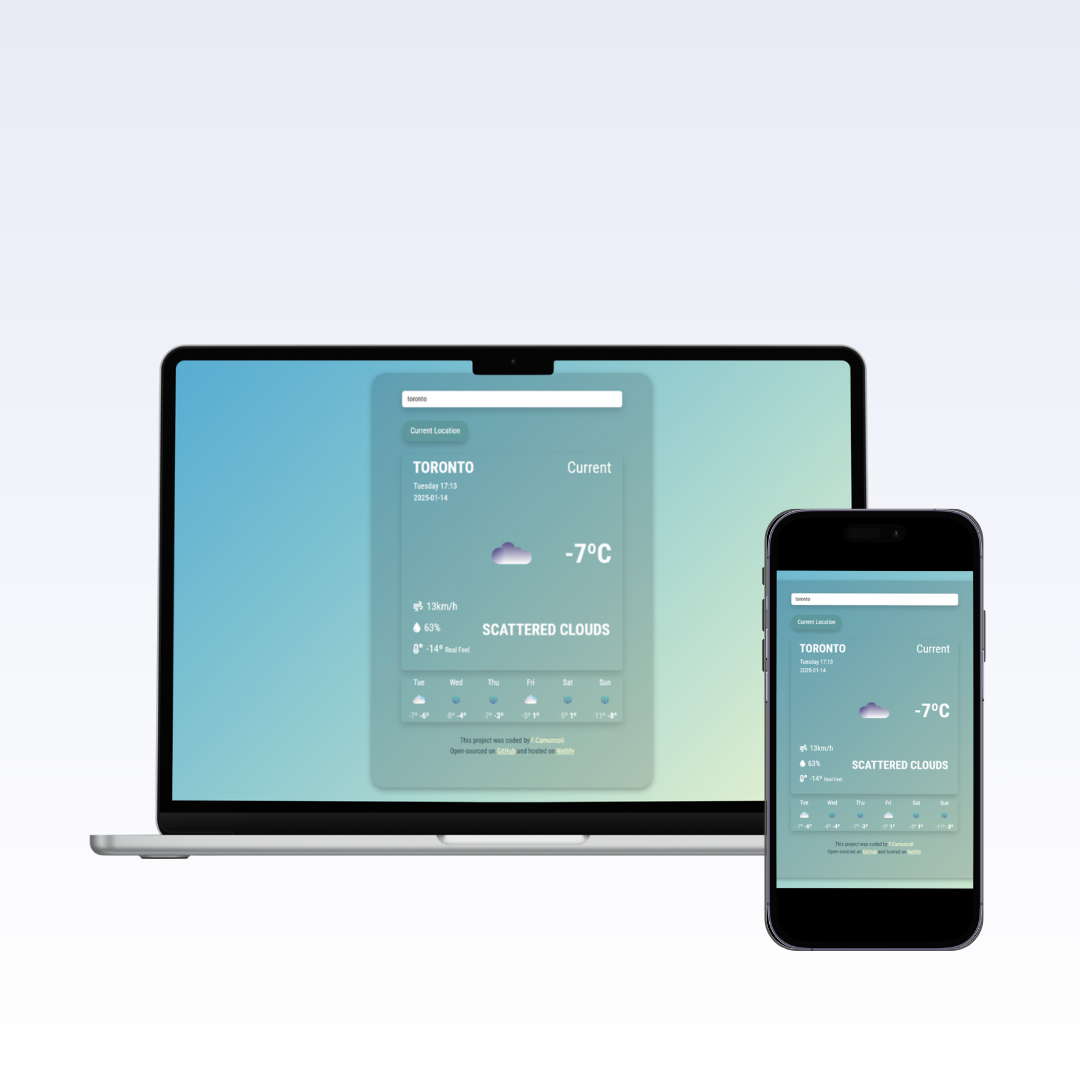 toronto
Current Location
TORONTO Current
Tuesday 17:13
2025-01-14
-7ºC
13km/h
63% SCATTERED CLOUDS
-14º Real Feel
Tue Wed Thu Fri Sat Sun
-7º -6º -8º -4º -7º -3º -5º 1º -5º 1º -11º -8º
This project was coded by F.Camuncoli
Open-sourced on GitHub and hosted on Netlify
toronto
Current Location
TORONTO Current
Tuesday 17:13
2025-01-14
-7ºC
13km/h
63% SCATTERED CLOUDS
-14º Real Feel
Tue Wed Thu Fri Sat Sun
-7º -6º -8º -4º -7º -3º -5º 1º -5º 1º -11º -8º
This project was coded by F.Camuncoli
Open-sourced on GitHub and hosted on Netlify